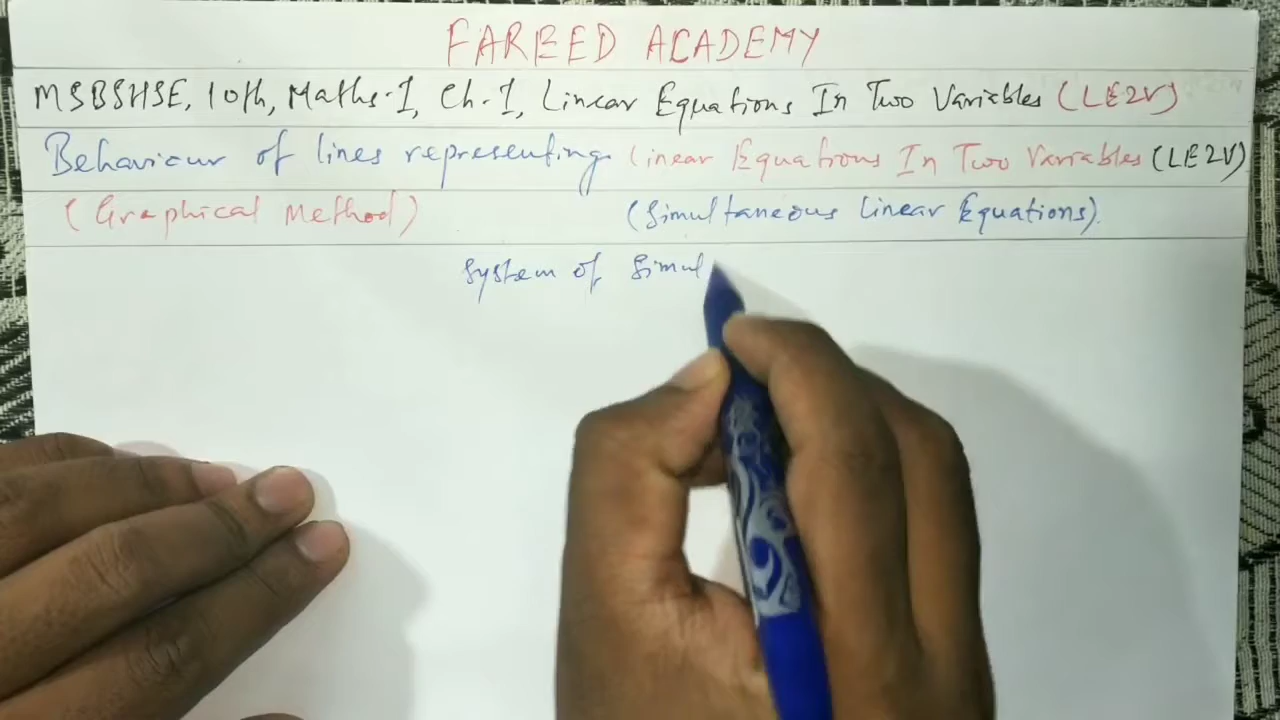 FAREED ACADEMY
MSBSHSE, 10th, Maths-I, Ch-I, Linear Equations In Two Variables (LE2V)
Behaviour of lines representing Linear Equations In Two Variables (LE2V)
(Graphical Method) (Simultaneous Linear Equations).
System of Simul